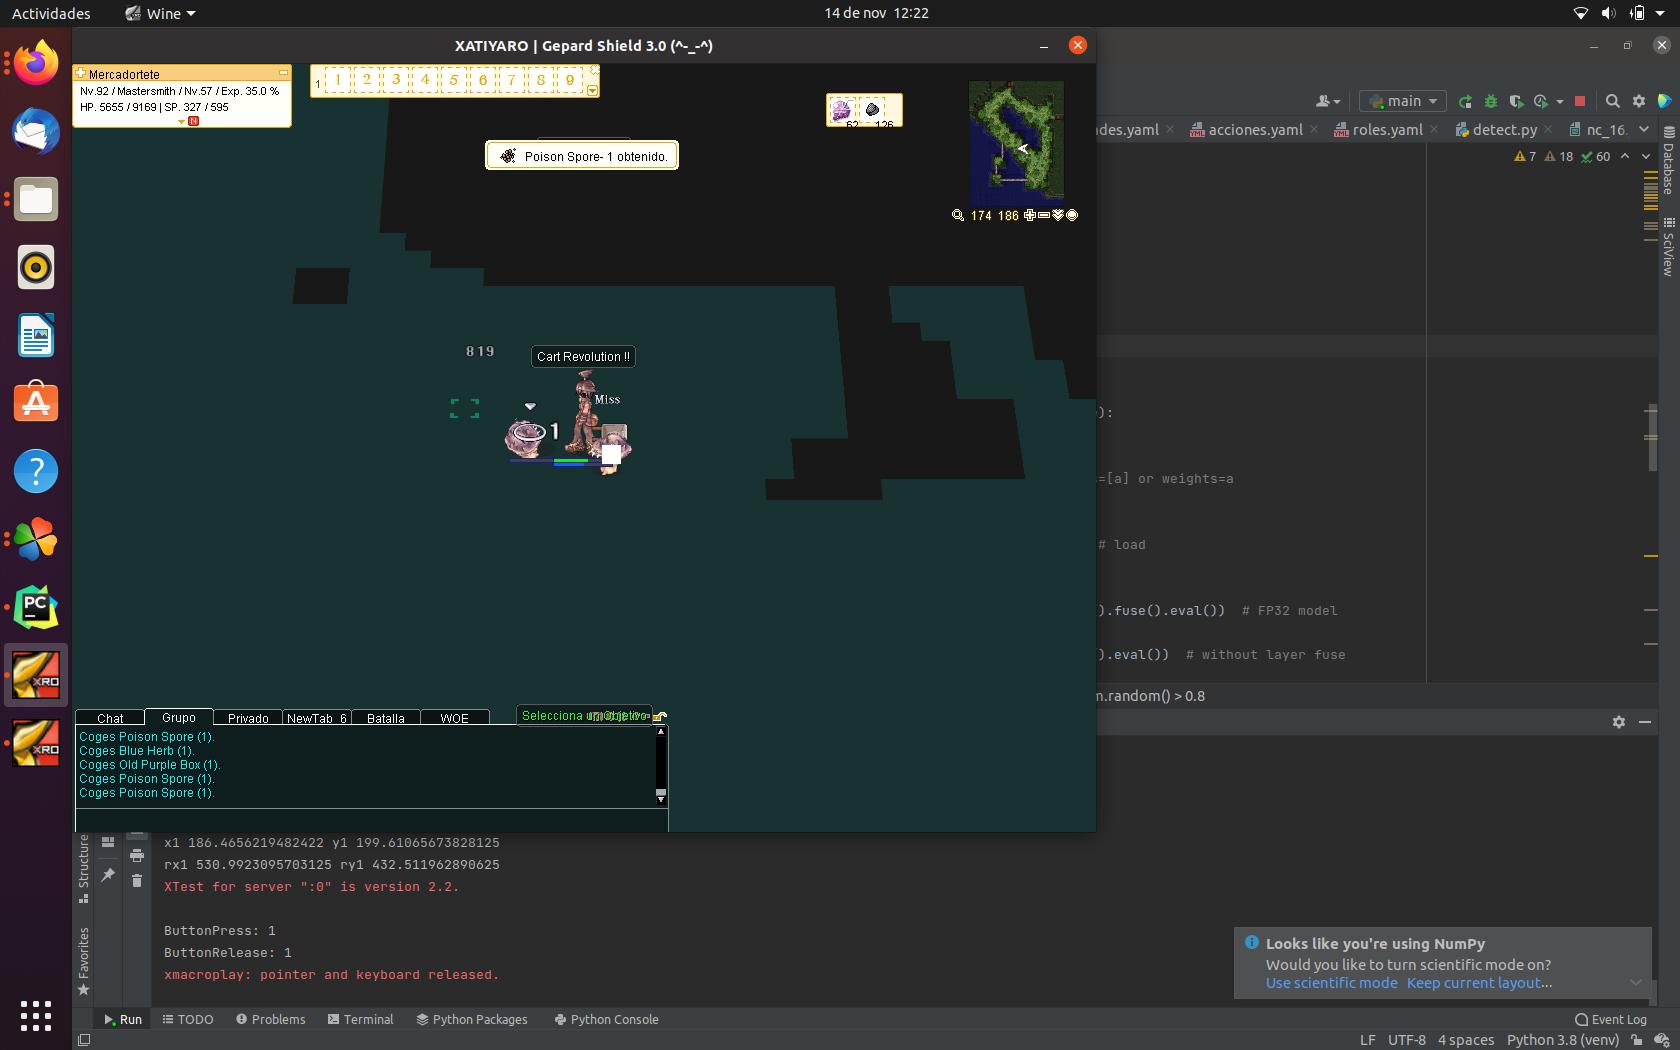 Actividades
Wine
14 de nov 12:22
XATIYARO | Gepard Shield 3.0 (^-_-^)
Mercadortete
Nv.92 / Mastersmith / Nv.57 / Exp. 35.0 %
HP. 5655 / 9169 | SP. 327 / 595
N
1 1 2 3 4 5 6 7 8 9
62 126
Poison Spore- 1 obtenido.
174 186
819
Cart Revolution !!
Miss
1
main
des.yaml
acciones.yaml
roles.yaml
detect.py
nc_16.
7 18 60
Database
SciView
):
=[a] or weights=a
# load
).fuse().eval()) # FP32 model
).eval()) # without layer fuse
m.random() > 0.8
Chat Grupo Privado NewTab_6 Batalla WOE
Selecciona un Objetivo
Coges Poison Spore (1).
Coges Blue Herb (1).
Coges Old Purple Box (1).
Coges Poison Spore (1).
Coges Poison Spore (1).
Structure
Favorites
x1 186.4656219482422 y1 199.61065673828125
rx1 530.9923095703125 ry1 432.511962890625
XTest for server ":0" is version 2.2.
ButtonPress: 1
ButtonRelease: 1
xmacroplay: pointer and keyboard released.
Looks like you're using NumPy
Would you like to turn scientific mode on?
Use scientific mode Keep current layout...
Run TODO Problems Terminal Python Packages Python Console
Event Log
LF UTF-8 4 spaces Python 3.8 (venv)
PC
XRO
XRO